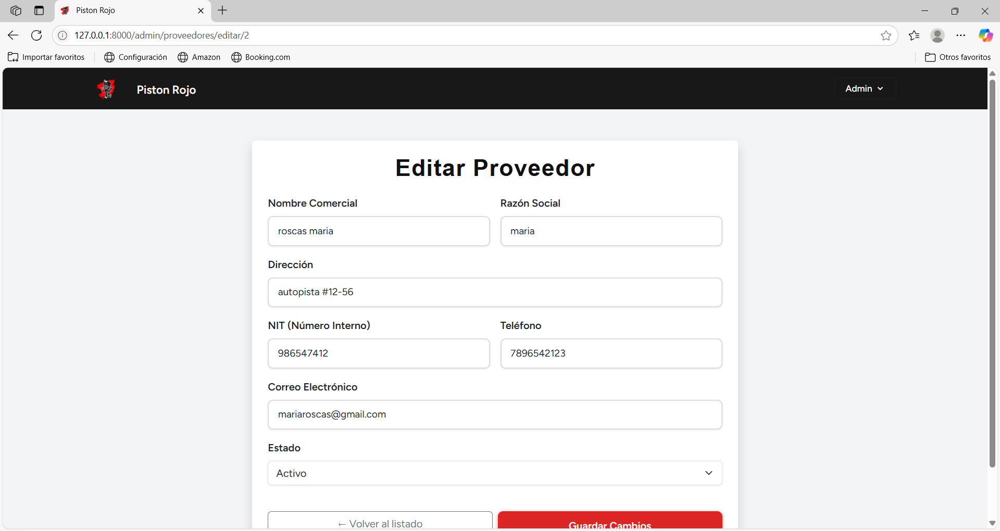 Piston Rojo
127.0.0.1:8000/admin/proveedores/editar/2
Importar favoritos
Configuración
Amazon
Booking.com
Otros favoritos
Piston Rojo
Admin
Editar Proveedor
Nombre Comercial
Razón Social
roscas maria
maria
Dirección
autopista #12-56
NIT (Número Interno)
Teléfono
986547412
7896542123
Correo Electrónico
mariaroscas@gmail.com
Estado
Activo
← Volver al listado
Guardar Cambios